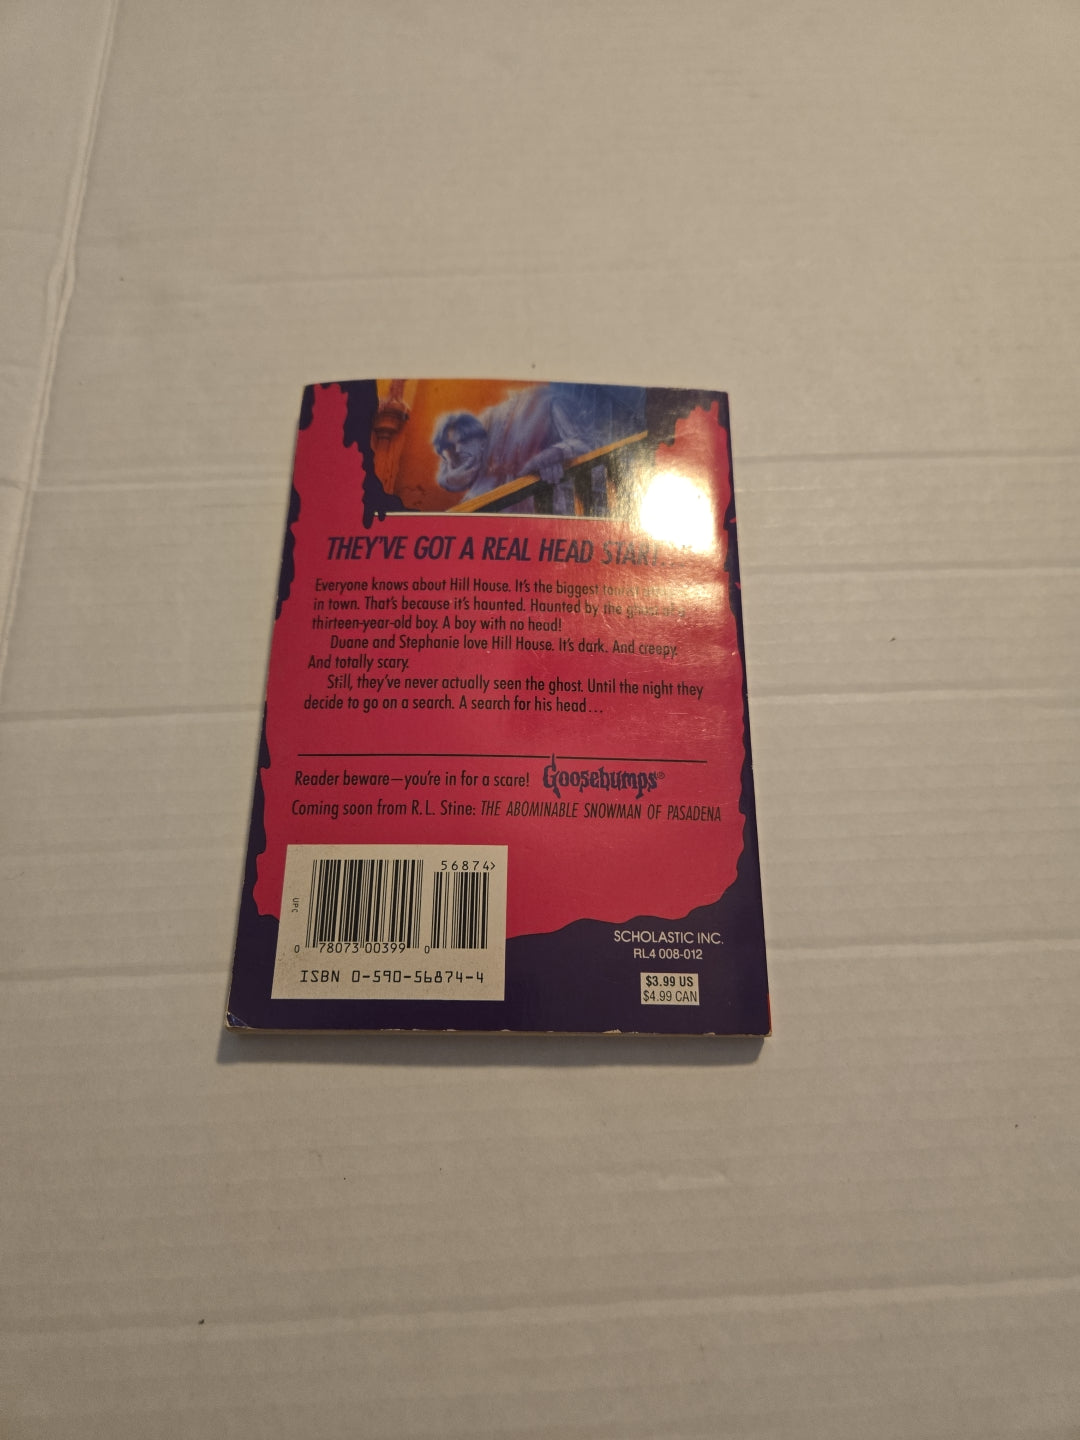 THEY'VE GOT A REAL HEAD START...
Everyone knows about Hill House. It's the biggest tourist
in town. That's because it's haunted. Haunted by the ghost of a
thirteen-year-old boy. A boy with no head!
Duane and Stephanie love Hill House. It's dark. And creepy.
And totally scary.
Still, they've never actually seen the ghost. Until the night they
decide to go on a search. A search for his head...
Reader beware—you're in for a scare! Goosebumps®
Coming soon from R.L. Stine: THE ABOMINABLE SNOWMAN OF PASADENA
56874>
UPC
0 78073 00399 0
ISBN 0-590-56874-4
SCHOLASTIC INC.
RL4 008-012
$3.99 US
$4.99 CAN